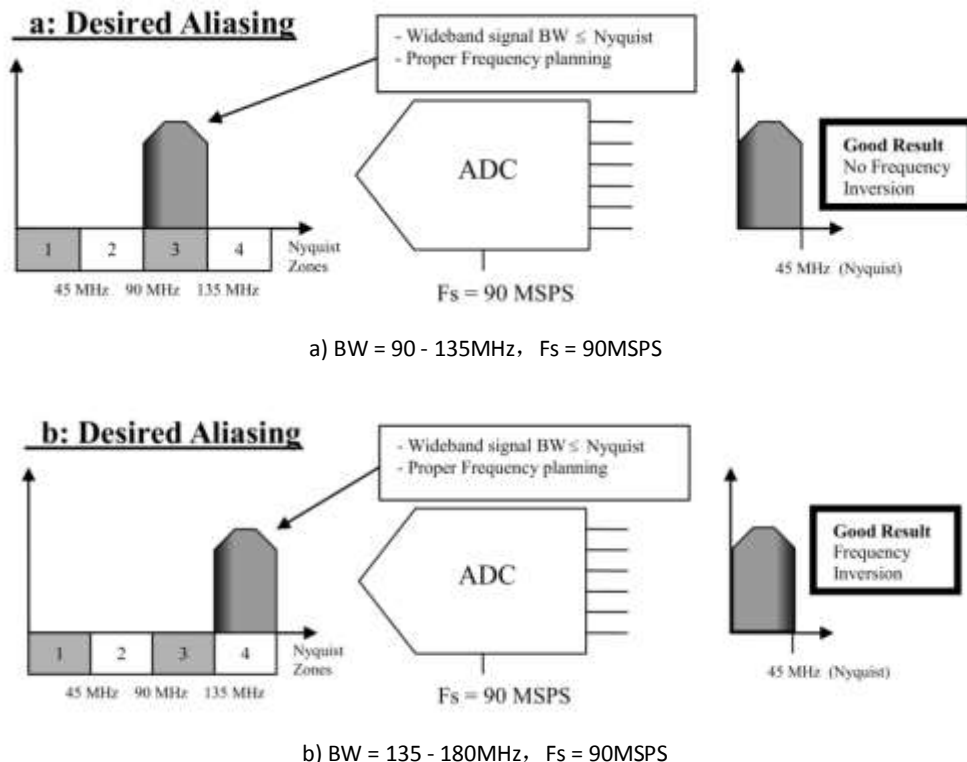 a: Desired Aliasing
- Wideband signal BW ≤ Nyquist
- Proper Frequency planning
ADC
Good Result
No Frequency
Inversion
1 2 3 4
Nyquist
Zones
45 MHz 90 MHz 135 MHz
Fs = 90 MSPS
45 MHz (Nyquist)
a) BW = 90 - 135MHz，Fs = 90MSPS
b: Desired Aliasing
- Wideband signal BW ≤ Nyquist
- Proper Frequency planning
ADC
Good Result
Frequency
Inversion
1 2 3 4
Nyquist
Zones
45 MHz 90 MHz 135 MHz
Fs = 90 MSPS
45 MHz (Nyquist)
b) BW = 135 - 180MHz，Fs = 90MSPS